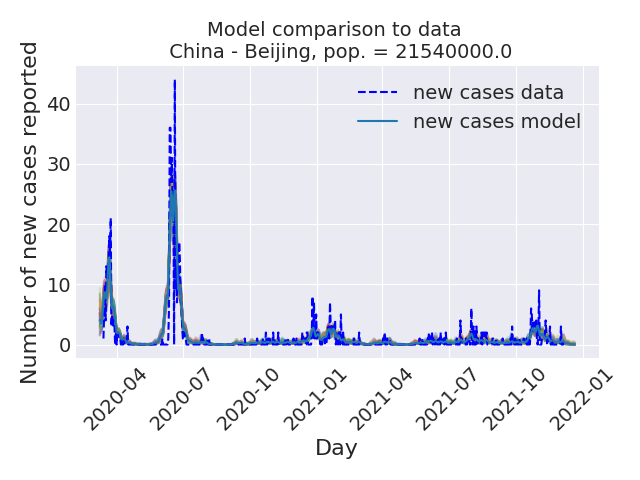 Model comparison to data
China - Beijing, pop. = 21540000.0
new cases data
new cases model
Number of new cases reported
40
30
20
10
0
2020-04
2020-07
2020-10
2021-01
2021-04
2021-07
2021-10
2022-01
Day